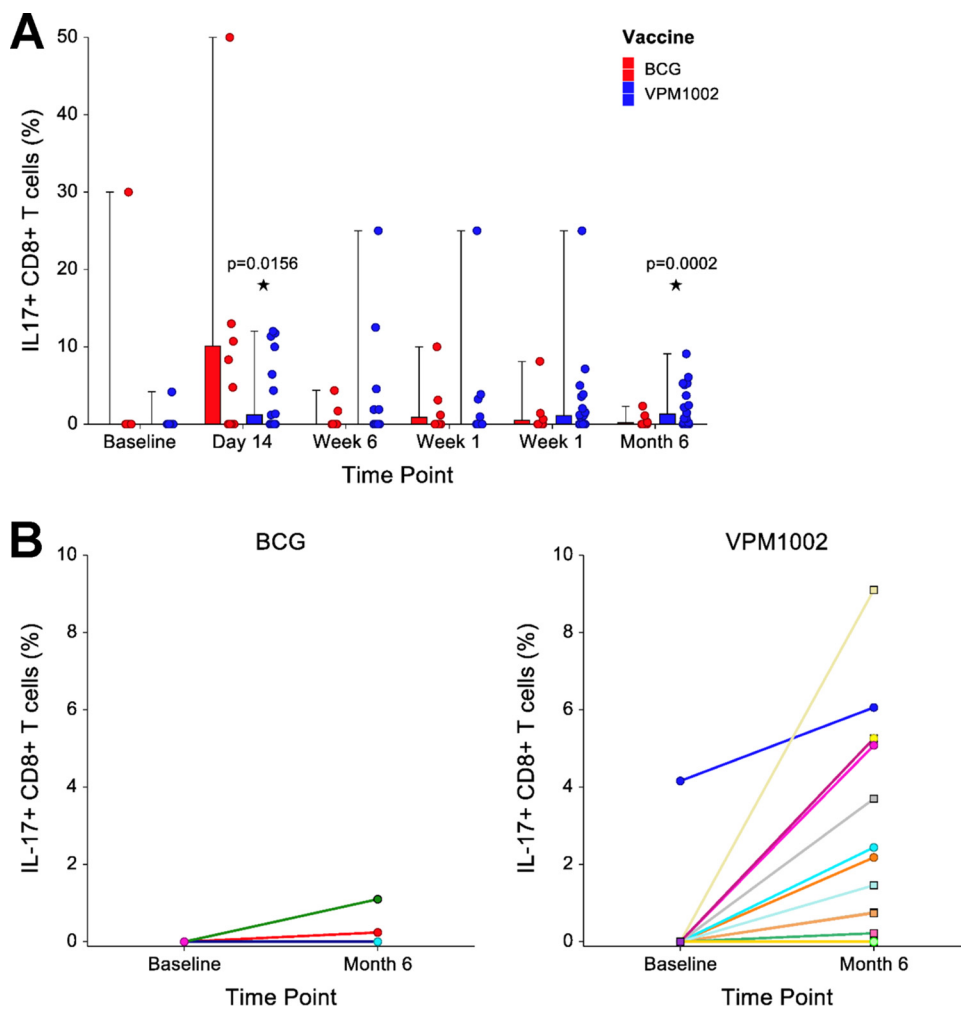 A
50
40
30
20
10
0
IL17+ CD8+ T cells (%)
Vaccine
BCG
VPM1002
p=0.0156
★
p=0.0002
★
Baseline
Day 14
Week 6
Week 1
Week 1
Month 6
Time Point
B
BCG
10
8
6
4
2
0
IL-17+ CD8+ T cells (%)
Baseline
Month 6
Time Point
VPM1002
10
8
6
4
2
0
IL-17+ CD8+ T cells (%)
Baseline
Month 6
Time Point